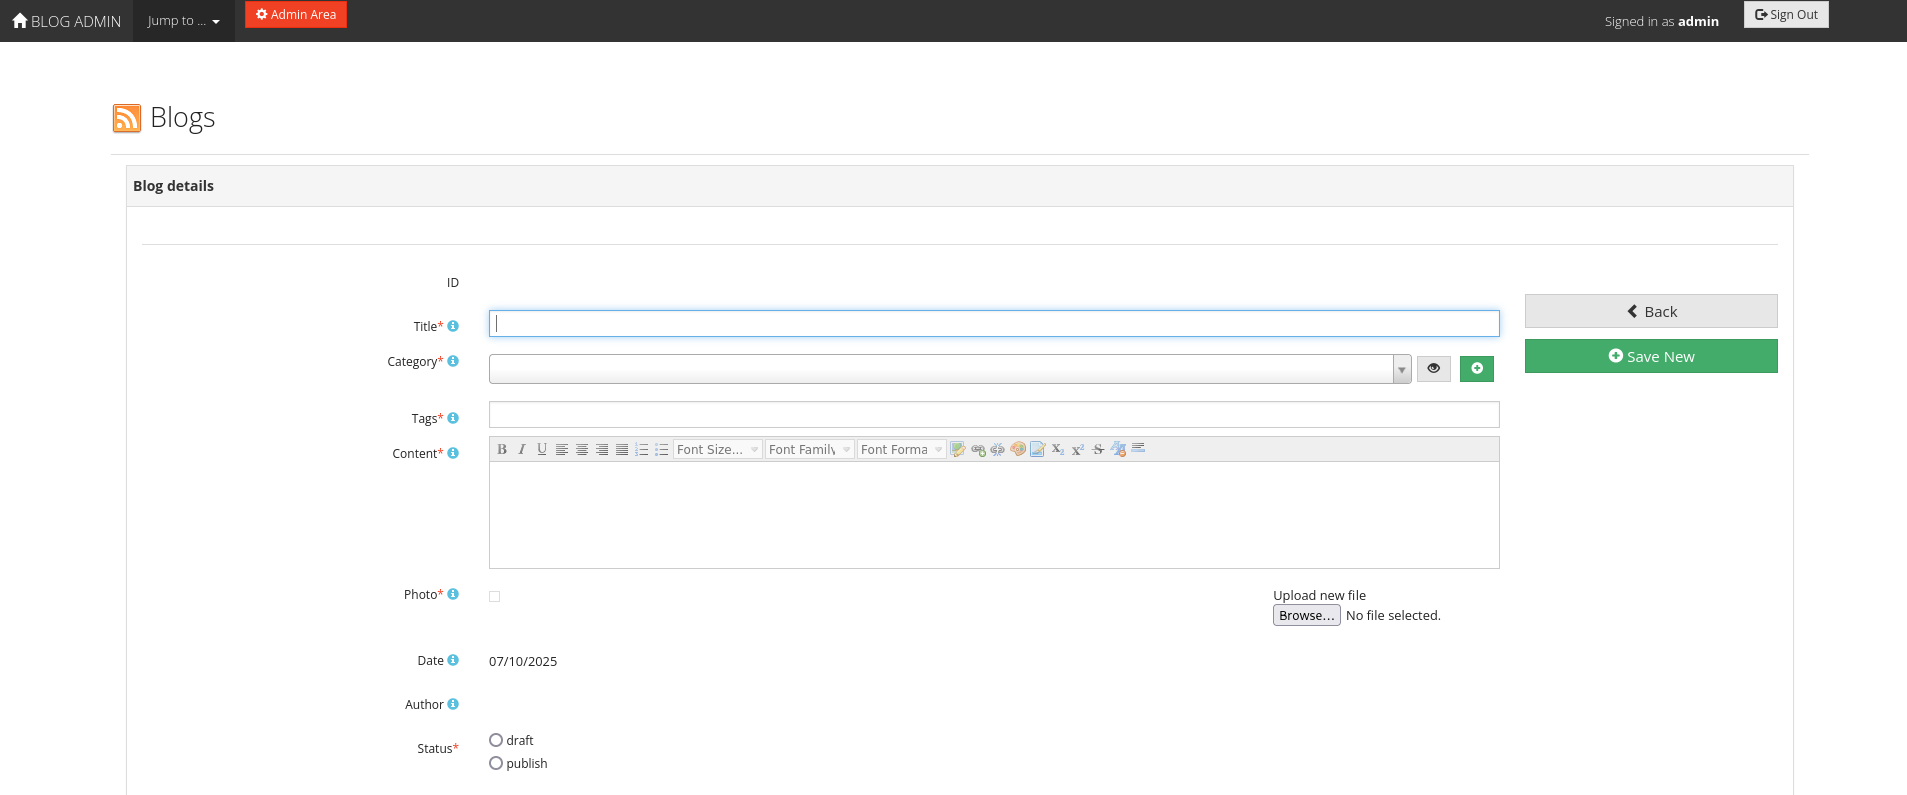 BLOG ADMIN Jump to ... Admin Area Signed in as admin Sign Out
Blogs
Blog details
ID
Title*
Category*
Tags*
Content*
B I U Font Size... Font Family Font Forma
Photo*
Upload new file
Browse... No file selected.
Date 07/10/2025
Author
Status*
draft
publish
Back
Save New